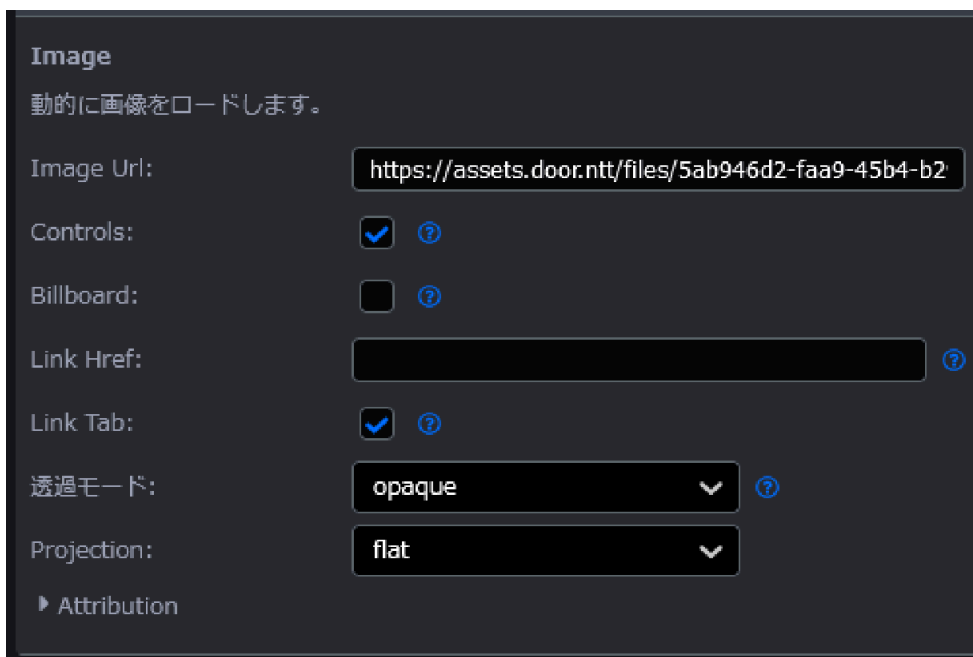 Image
動的に画像をロードします。
Image Url: https://assets.door.ntt/files/5ab946d2-faa9-45b4-b2
Controls:
Billboard:
Link Href:
Link Tab:
透過モード: opaque
Projection: flat
Attribution